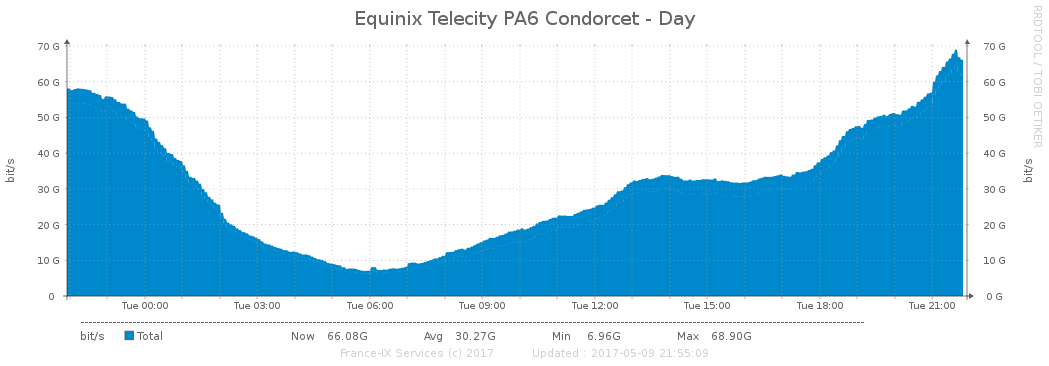 Equinix Telecity PA6 Condorcet - Day
RRDTOOL / TOBI OETIKER
bit/s
70 G
60 G
50 G
40 G
30 G
20 G
10 G
0
70 G
60 G
50 G
40 G
30 G
20 G
10 G
0 G
bit/s
Tue 00:00 Tue 03:00 Tue 06:00 Tue 09:00 Tue 12:00 Tue 15:00 Tue 18:00 Tue 21:00
bit/s Total Now 66.08G Avg 30.27G Min 6.96G Max 68.90G
France-IX Services (c) 2017 Updated : 2017-05-09 21:55:09